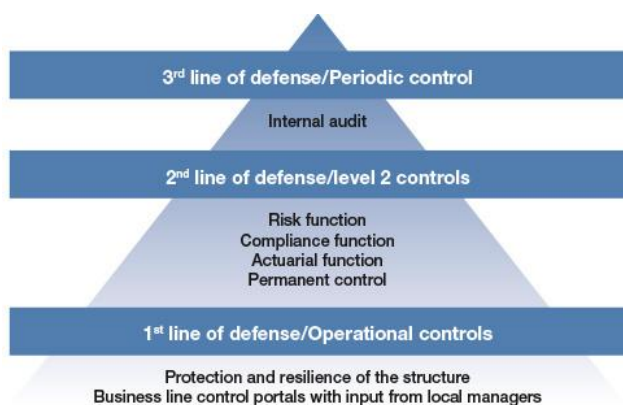 3rd line of defense/Periodic control
Internal audit
2nd line of defense/level 2 controls
Risk function
Compliance function
Actuarial function
Permanent control
1st line of defense/Operational controls
Protection and resilience of the structure
Business line control portals with input from local managers